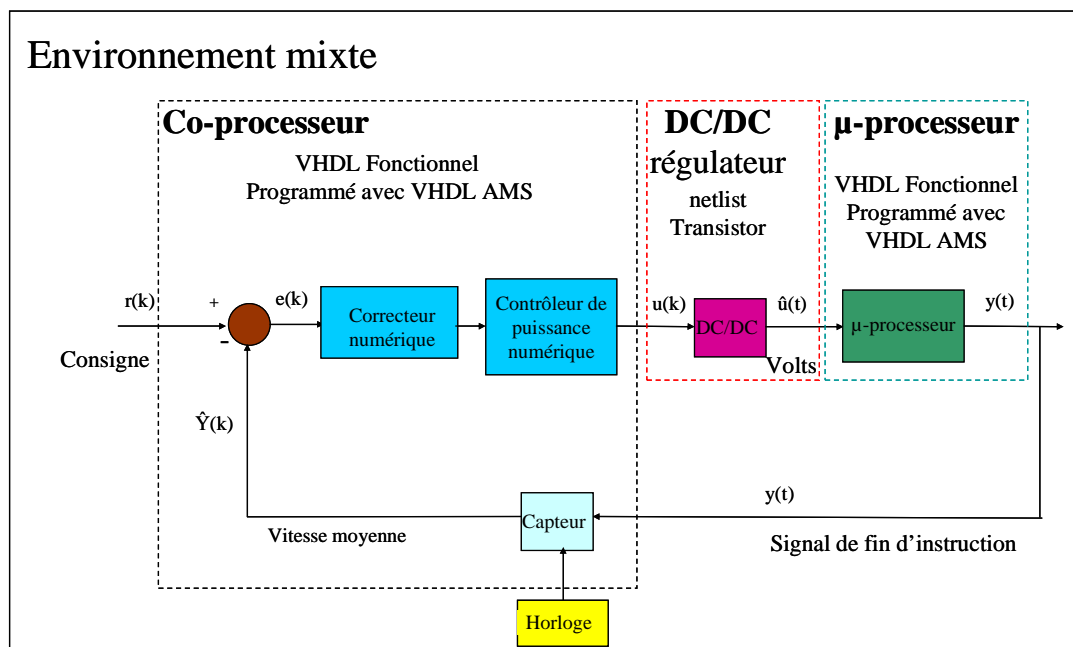 Environnement mixte
Co-processeur
VHDL Fonctionnel
Programmé avec VHDL AMS
DC/DC
régulateur
netlist
Transistor
µ-processeur
VHDL Fonctionnel
Programmé avec
VHDL AMS
r(k)
+
-
e(k)
Correcteur
numérique
Contrôleur de
puissance
numérique
u(k)
DC/DC
û(t)
µ-processeur
y(t)
Consigne
Volts
Ŷ(k)
Capteur
y(t)
Vitesse moyenne
Signal de fin d’instruction
Horloge